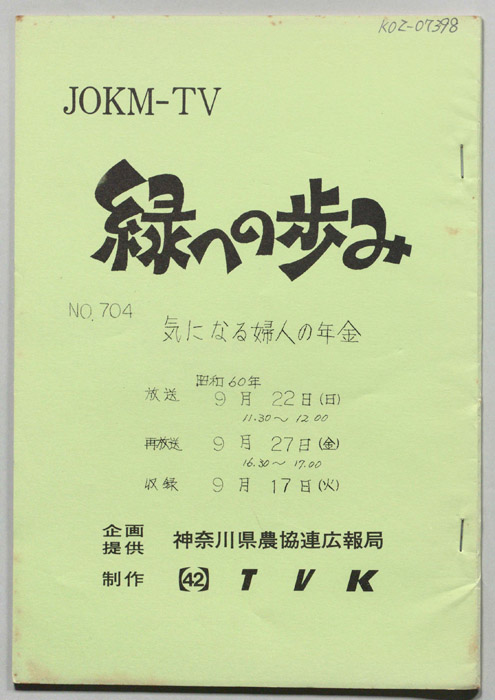 KOZ-07398
JOKM-TV
緑への歩み
NO.704
気になる婦人の年金
昭和60年
放送 9月22日(日)
11.30～12.00
再放送 9月27日(金)
16.30～17.00
収録 9月17日(火)
企画
提供 神奈川県農協連広報局
制作 【42】 TVK